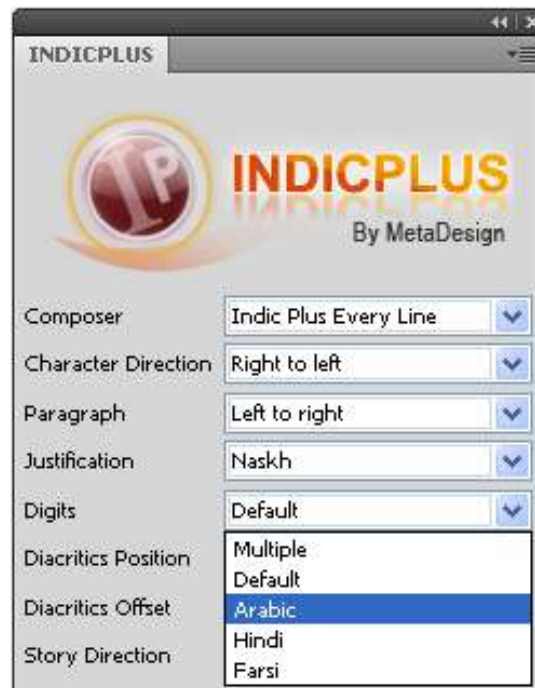 INDICPLUS
IP INDICPLUS
By MetaDesign
Composer Indic Plus Every Line
Character Direction Right to left
Paragraph Left to right
Justification Naskh
Digits Default
Diacritics Position Multiple
Default
Diacritics Offset Arabic
Hindi
Story Direction Farsi